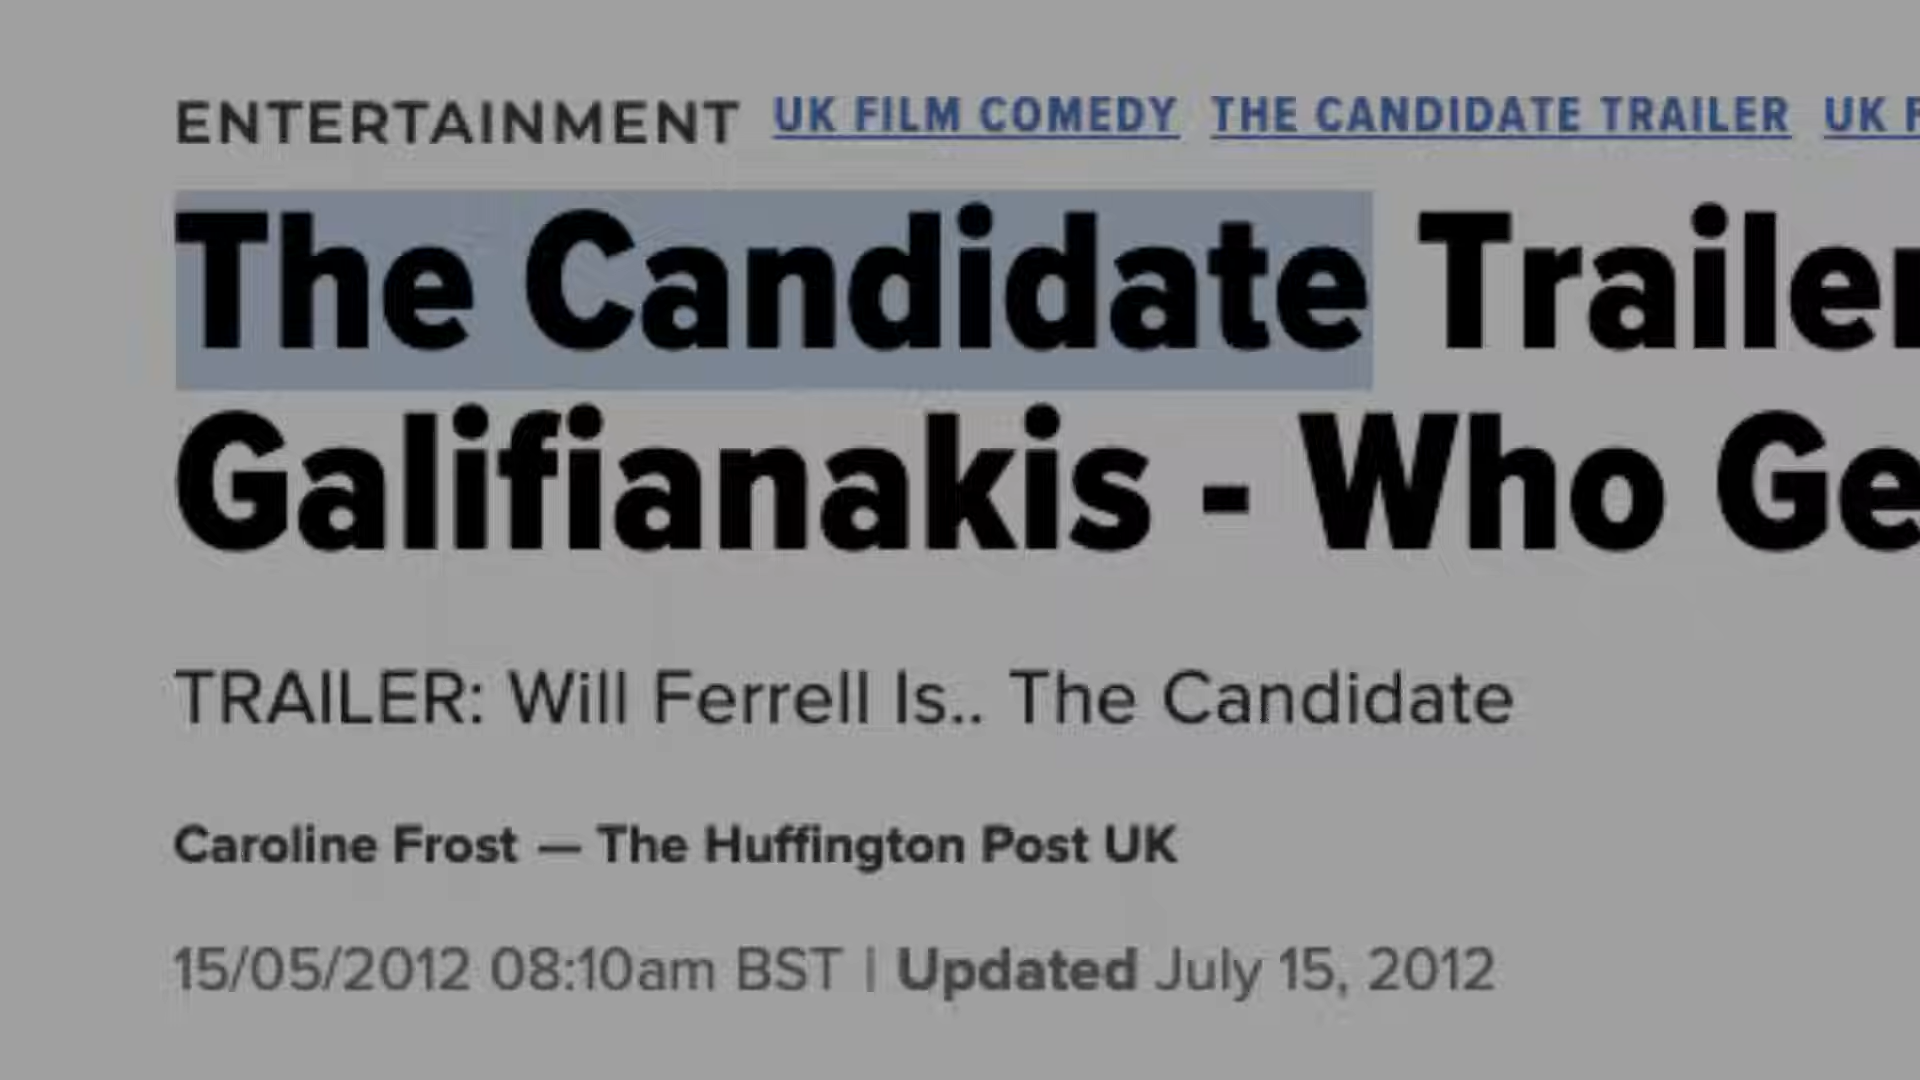 ENTERTAINMENT UK FILM COMEDY THE CANDIDATE TRAILER UK
The Candidate Trailer
Galifianakis - Who
TRAILER: Will Ferrell Is.. The Candidate
Caroline Frost — The Huffington Post UK
15/05/2012 08:10am BST | Updated July 15, 2012